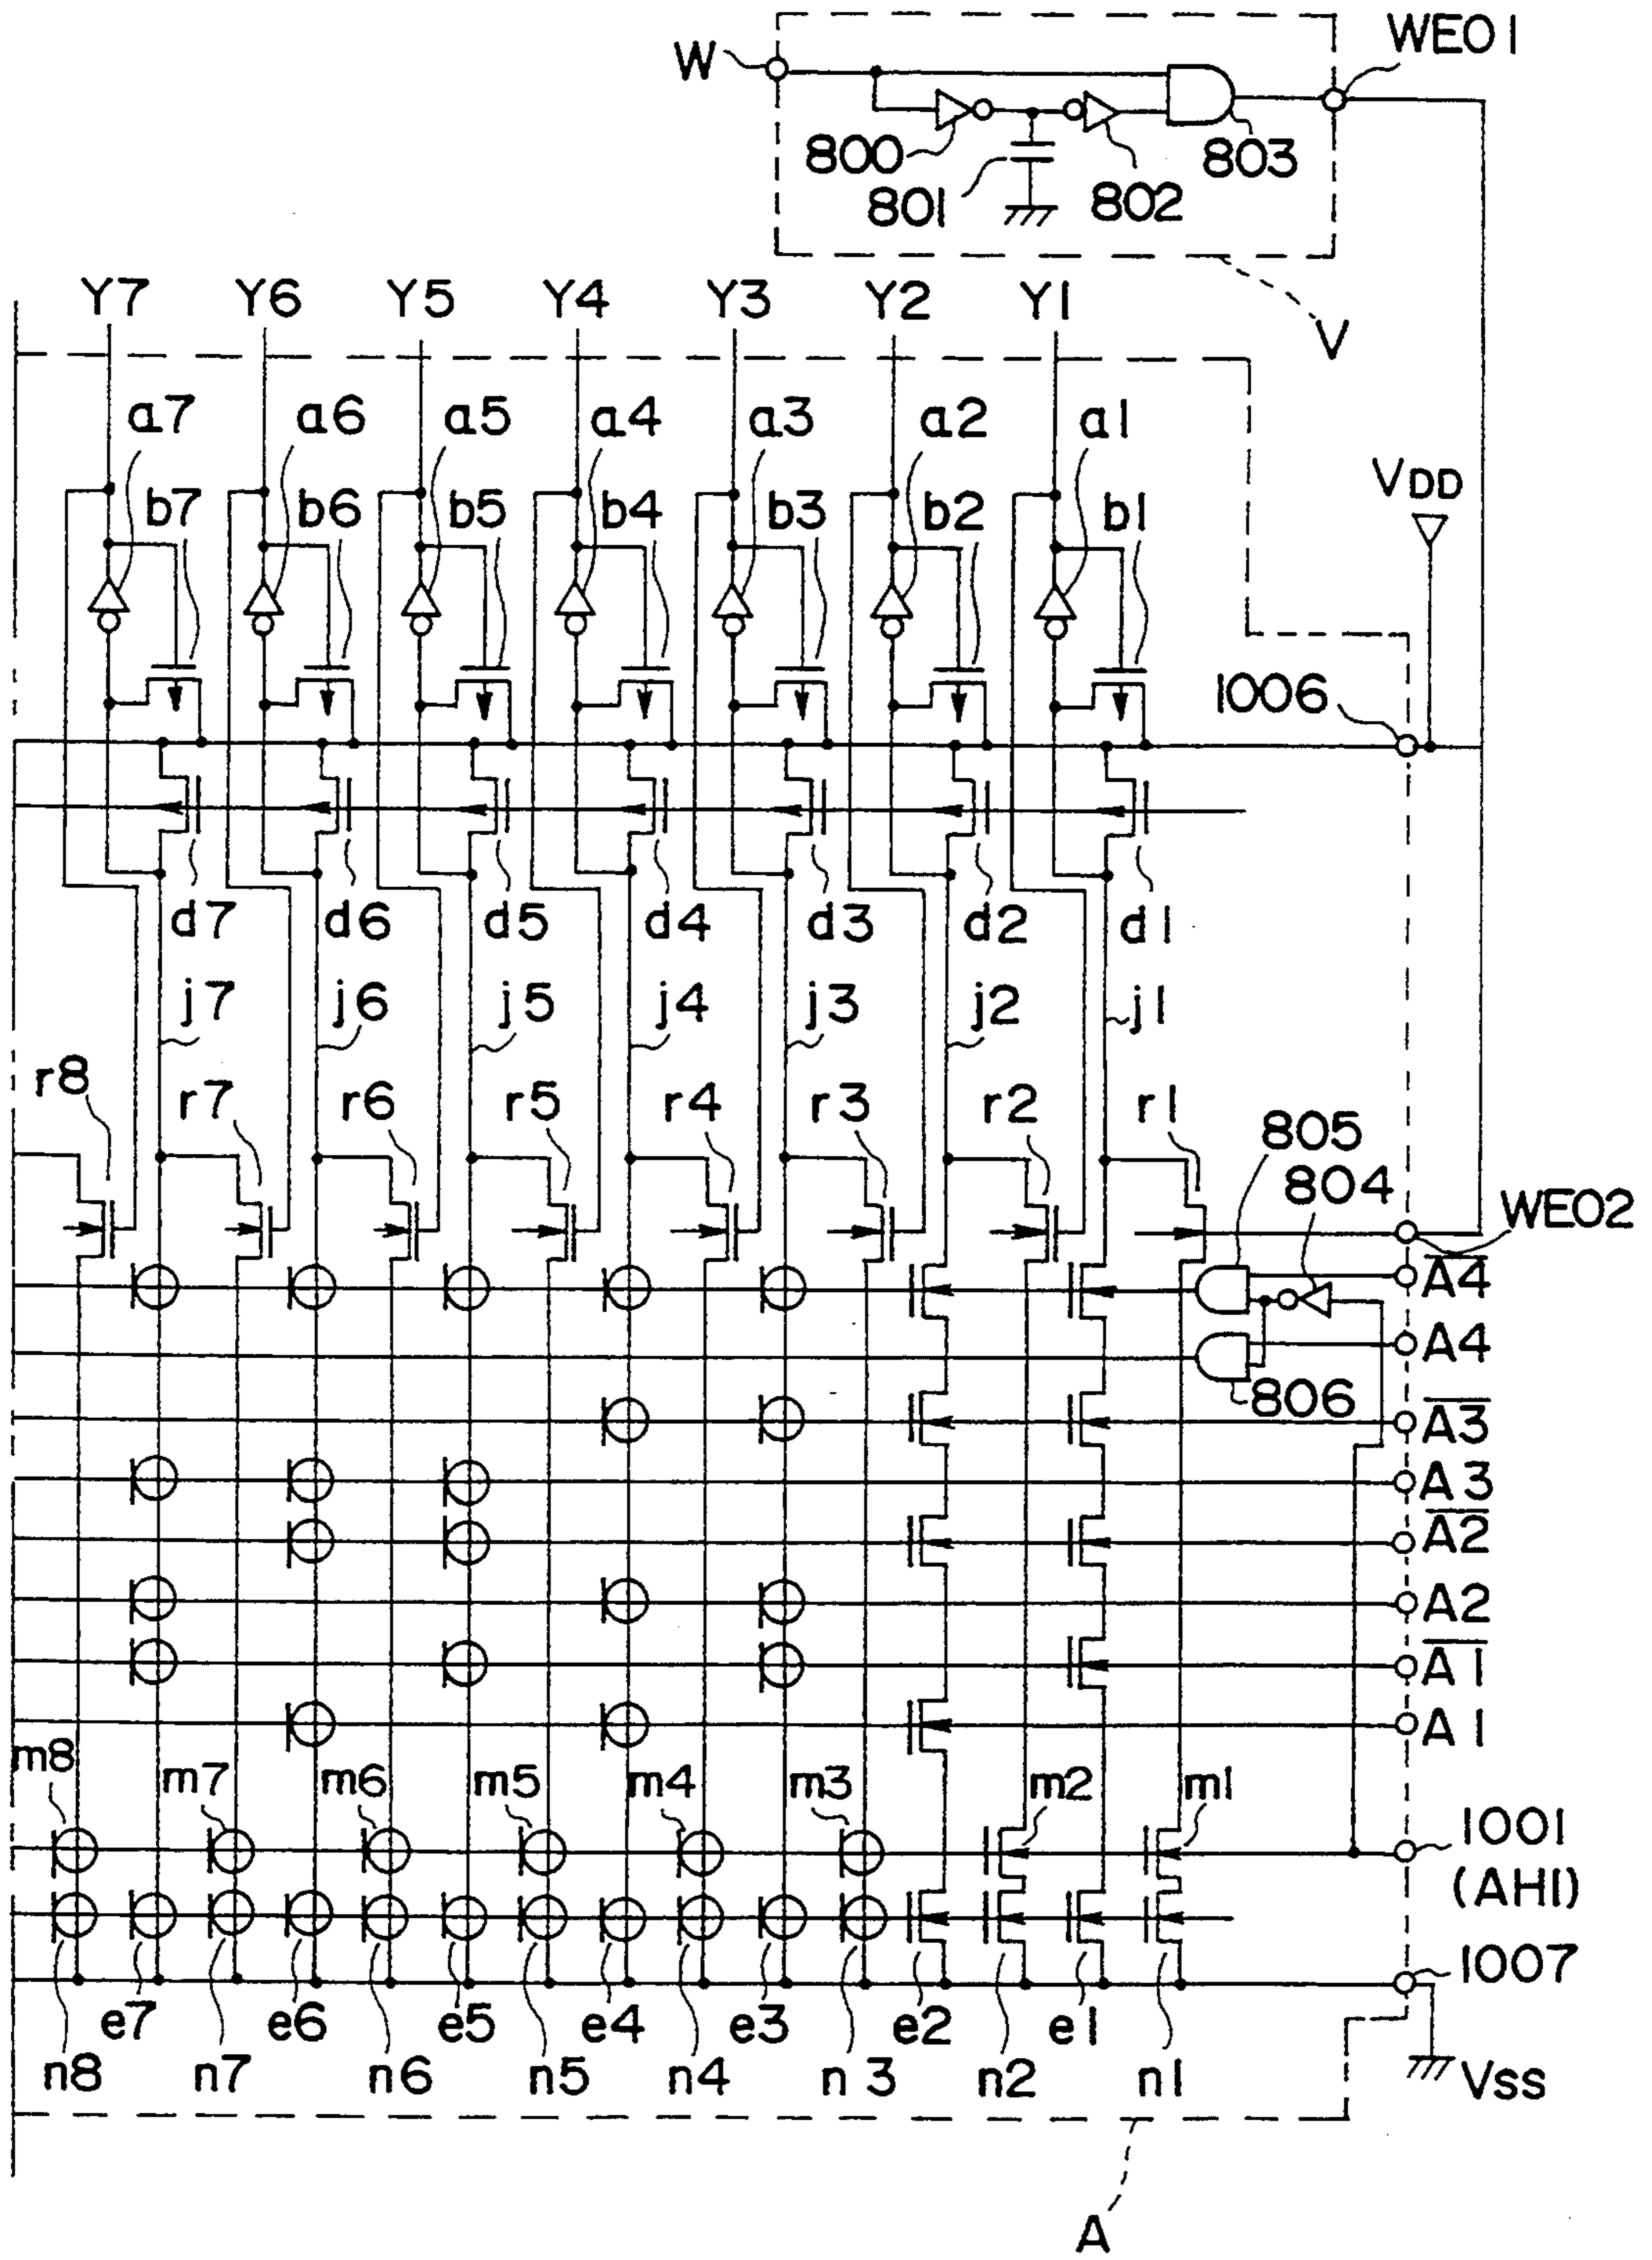 W
WE01
800
801
802
803
V
Y7 Y6 Y5 Y4 Y3 Y2 Y1
a7 a6 a5 a4 a3 a2 a1
VDD
b7 b6 b5 b4 b3 b2 b1
1006
d7 d6 d5 d4 d3 d2 d1
j7 j6 j5 j4 j3 j2 j1
r8 r7 r6 r5 r4 r3 r2 r1
805
804
WE02
A̅4̅
A4
806
A̅3̅
A3
A̅2̅
A2
A̅1̅
A1
m8 m7 m6 m5 m4 m3 m2 m1
1001
(AH1)
1007
e7 e6 e5 e4 e3 e2 e1
n8 n7 n6 n5 n4 n3 n2 n1
Vss
A